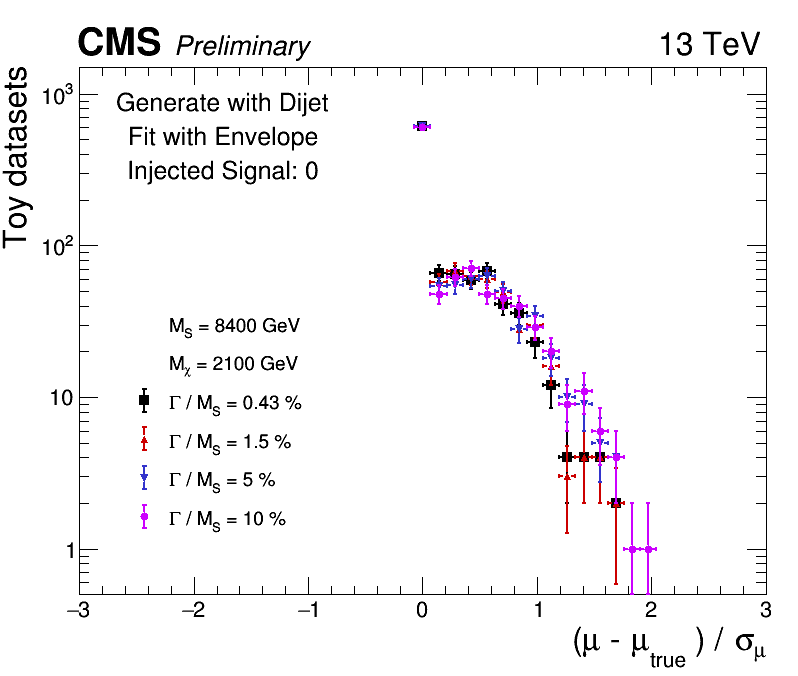 CMS Preliminary 13 TeV
Toy datasets
Generate with Dijet
Fit with Envelope
Injected Signal: 0
M_S = 8400 GeV
M_χ = 2100 GeV
Γ / M_S = 0.43 %
Γ / M_S = 1.5 %
Γ / M_S = 5 %
Γ / M_S = 10 %
10³
10²
10
1
−3 −2 −1 0 1 2 3
(μ - μ_true ) / σ_μ